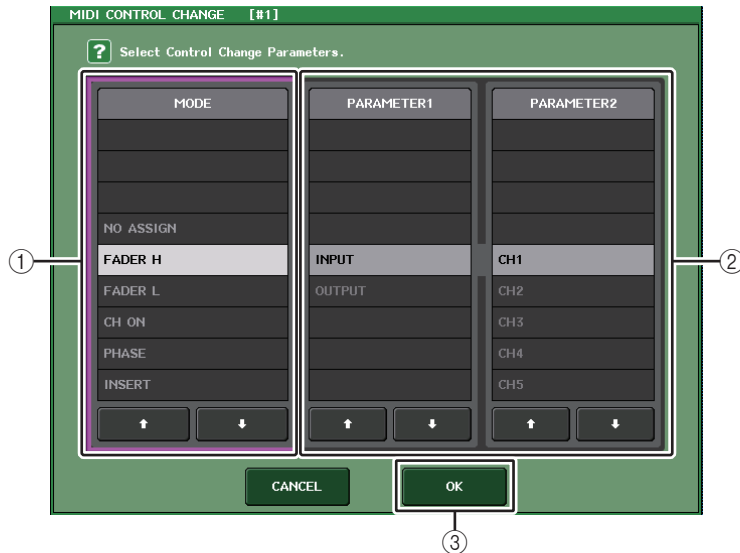 MIDI CONTROL CHANGE [#1]
? Select Control Change Parameters.
MODE
NO ASSIGN
FADER H
FADER L
CH ON
PHASE
INSERT
PARAMETER1
INPUT
OUTPUT
PARAMETER2
CH1
CH2
CH3
CH4
CH5
CANCEL
OK
①
②
③